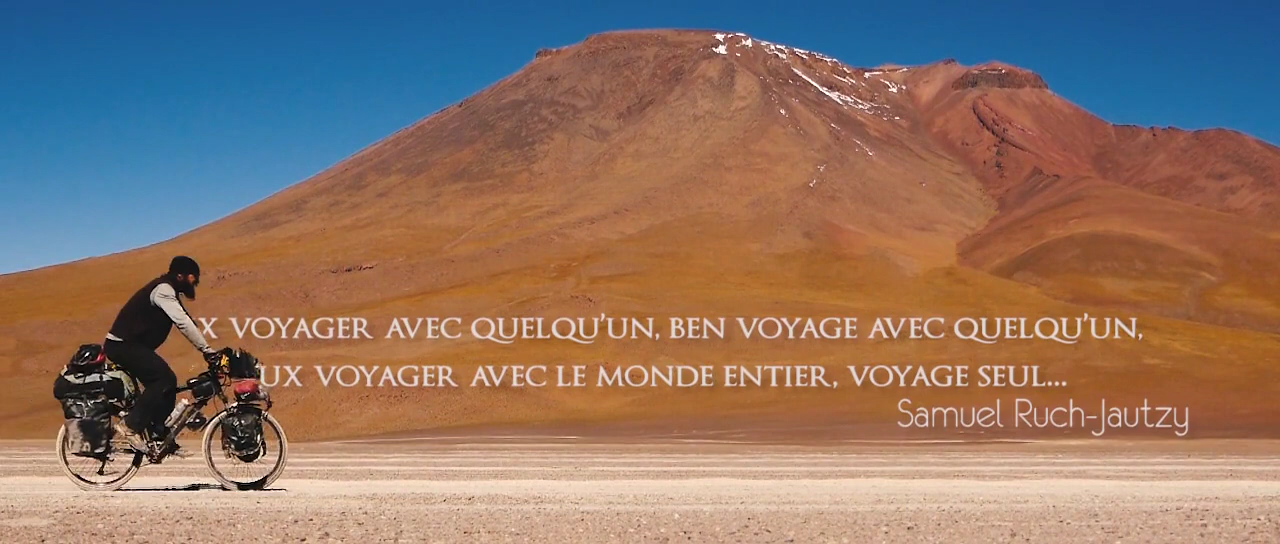 X VOYAGER AVEC QUELQU'UN, BEN VOYAGE AVEC QUELQU'UN,
UX VOYAGER AVEC LE MONDE ENTIER, VOYAGE SEUL...
Samuel Ruch-Jautzy